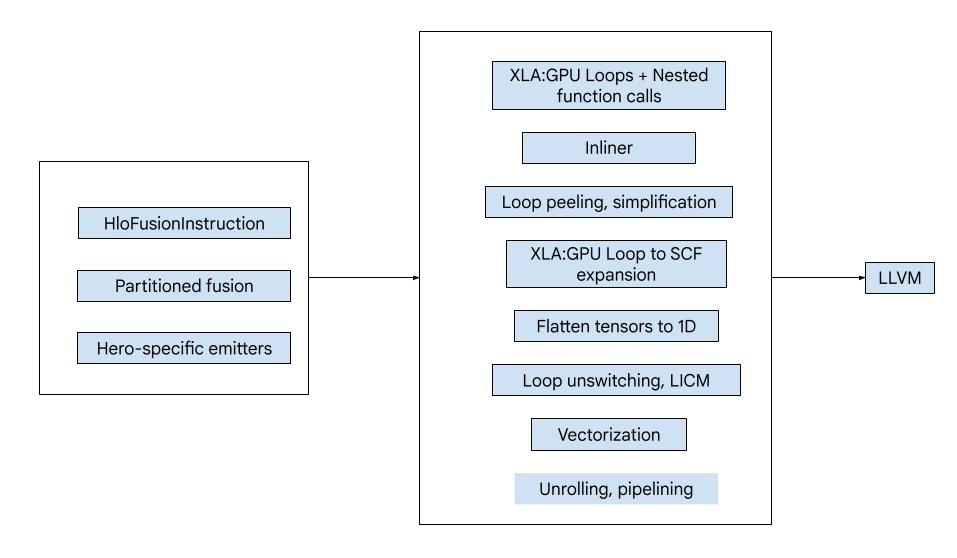 HloFusionInstruction
Partitioned fusion
Hero-specific emitters
XLA:GPU Loops + Nested
function calls
Inliner
Loop peeling, simplification
XLA:GPU Loop to SCF
expansion
Flatten tensors to 1D
Loop unswitching, LICM
Vectorization
Unrolling, pipelining
LLVM